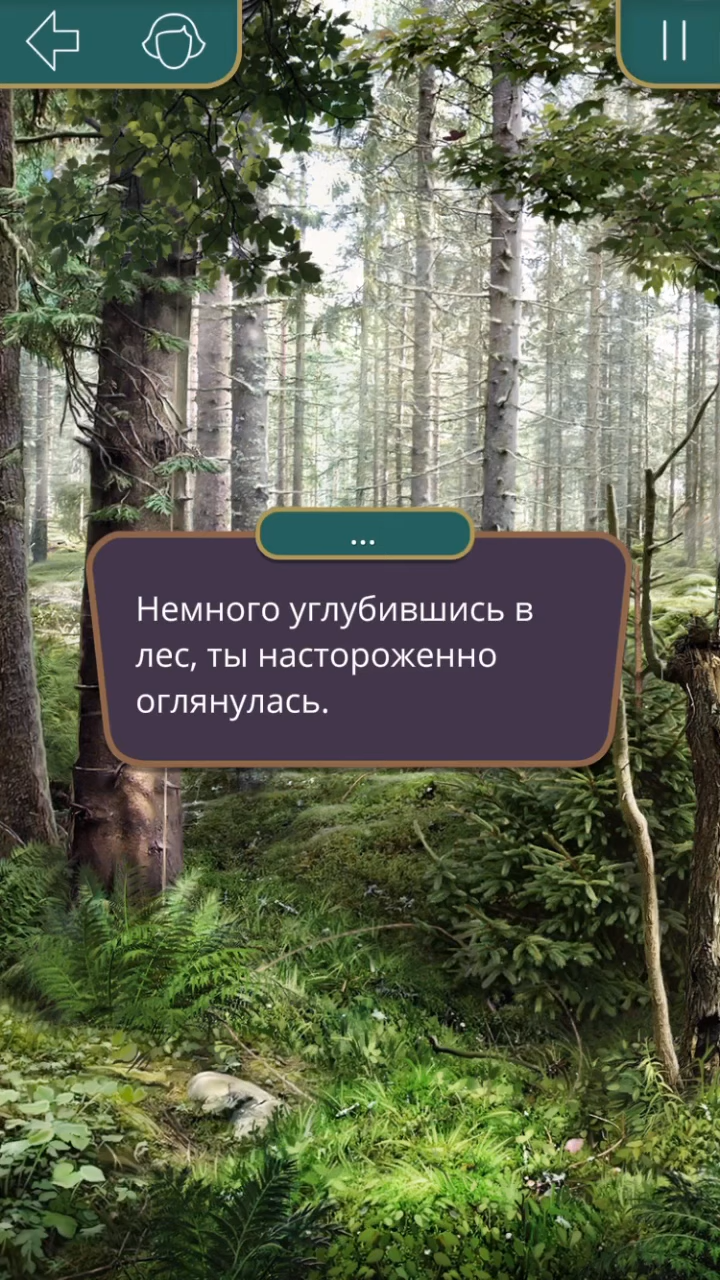 ...
Немного углубившись в
лес, ты настороженно
оглянулась.